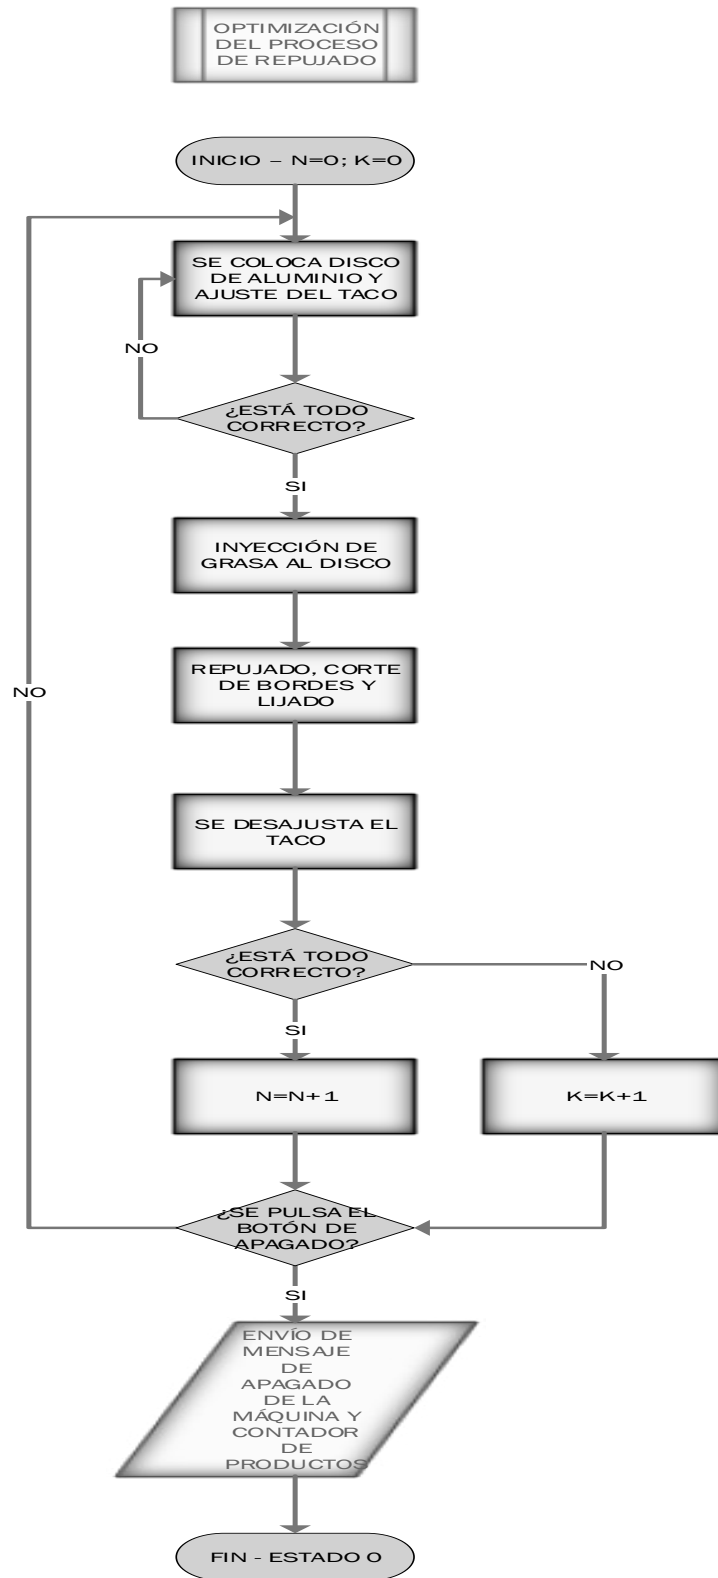 OPTIMIZACIÓN
DEL PROCESO
DE REPUJADO
INICIO – N=0; K=0
SE COLOCA DISCO
DE ALUMINIO Y
AJUSTE DEL TACO
NO
¿ESTÁ TODO
CORRECTO?
SI
INYECCIÓN DE
GRASA AL DISCO
REPUJADO, CORTE
DE BORDES Y
LIJADO
NO
SE DESAJUSTA EL
TACO
¿ESTÁ TODO
CORRECTO?
NO
SI
N=N+1
K=K+1
¿SE PULSA EL
BOTÓN DE
APAGADO?
SI
ENVÍO DE
MENSAJE
DE
APAGADO
DE LA
MÁQUINA Y
CONTADOR
DE
PRODUCTOS
FIN - ESTADO 0